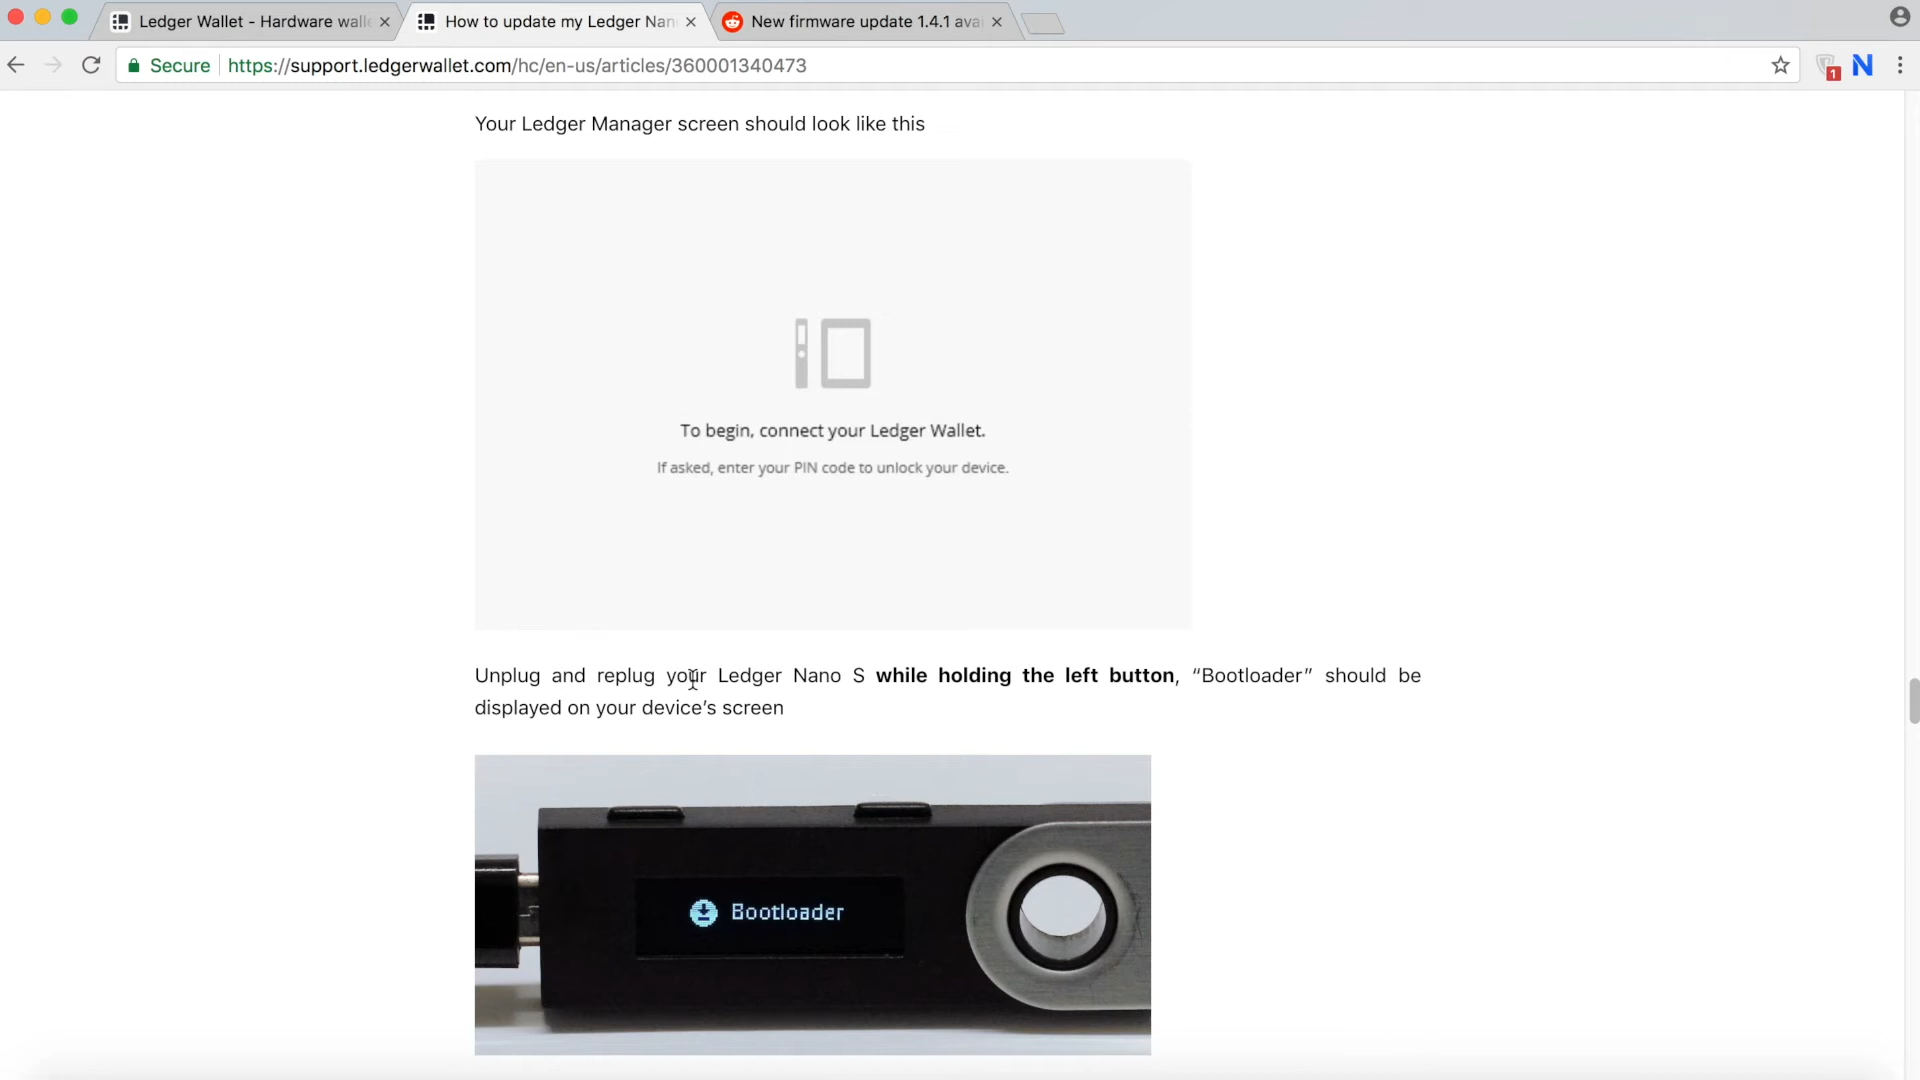 Ledger Wallet - Hardware walle
How to update my Ledger Nan
New firmware update 1.4.1 avai
Secure
https://support.ledgerwallet.com/hc/en-us/articles/360001340473
1
N
Your Ledger Manager screen should look like this
To begin, connect your Ledger Wallet.
If asked, enter your PIN code to unlock your device.
Unplug and replug your Ledger Nano S while holding the left button, “Bootloader” should be
displayed on your device’s screen
Bootloader